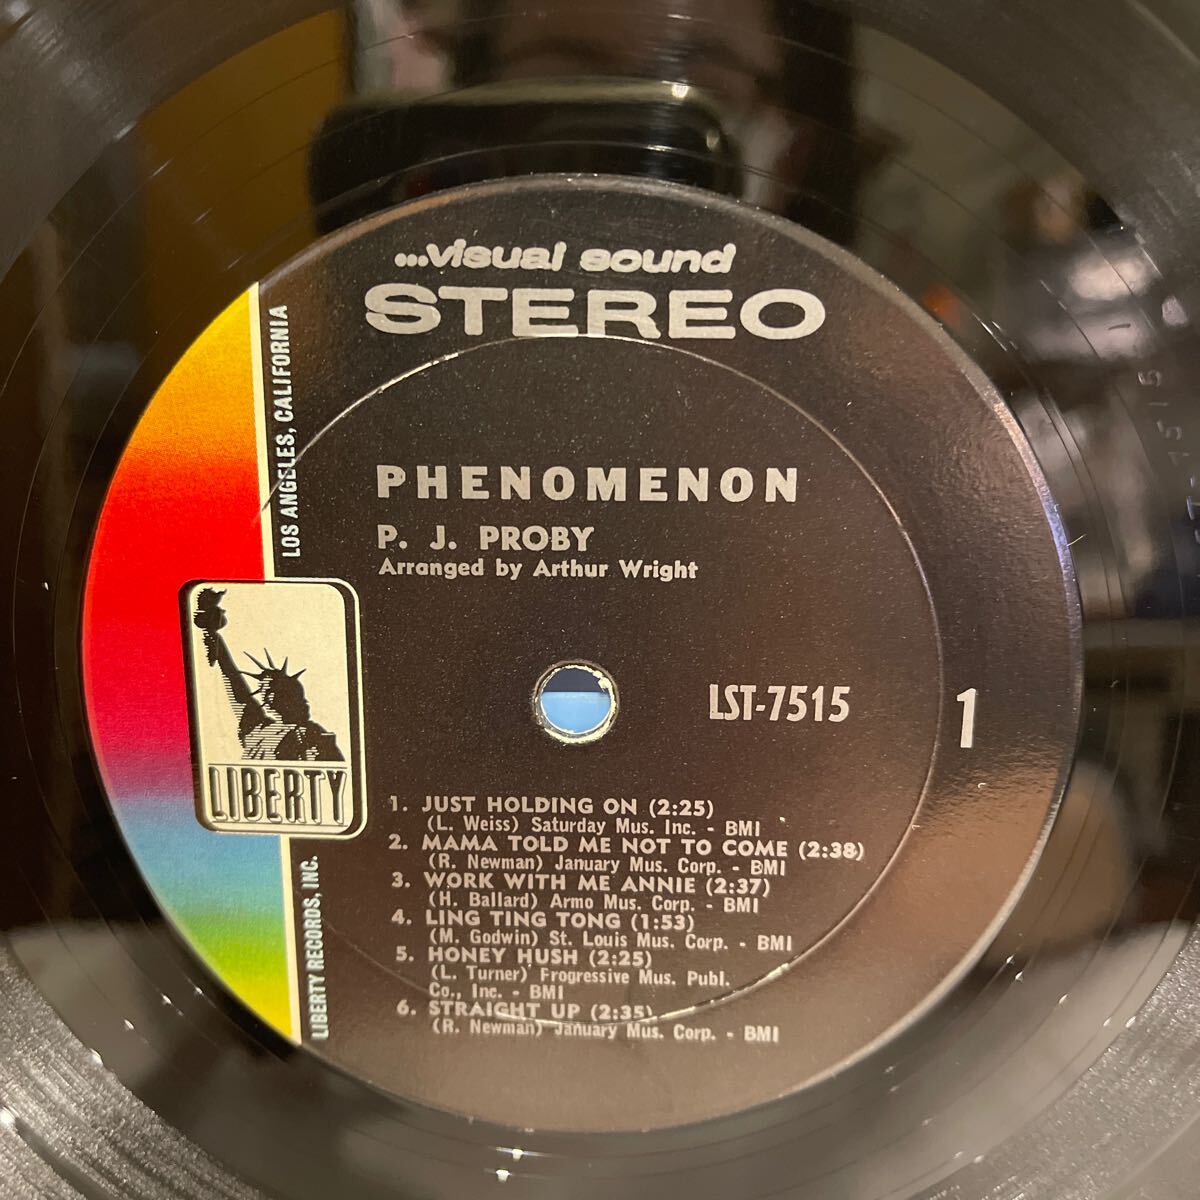 ...visual sound
STEREO
LOS ANGELES, CALIFORNIA
PHENOMENON
P. J. PROBY
Arranged by Arthur Wright
LIBERTY
LST-7515
1
LIBERTY RECORDS, INC.
1. JUST HOLDING ON (2:25)
(L. Weiss) Saturday Mus. Inc. - BMI
2. MAMA TOLD ME NOT TO COME (2:38)
(R. Newman) January Mus. Corp. - BMI
3. WORK WITH ME ANNIE (2:37)
(H. Ballard) Armo Mus. Corp. - BMI
4. LING TING TONG (1:53)
(M. Godwin) St. Louis Mus. Corp. - BMI
5. HONEY HUSH (2:25)
(L. Turner) Frogressive Mus. Publ.
Co., Inc. - BMI
6. STRAIGHT UP (2:35)
(R. Newman) January Mus. Corp. - BMI